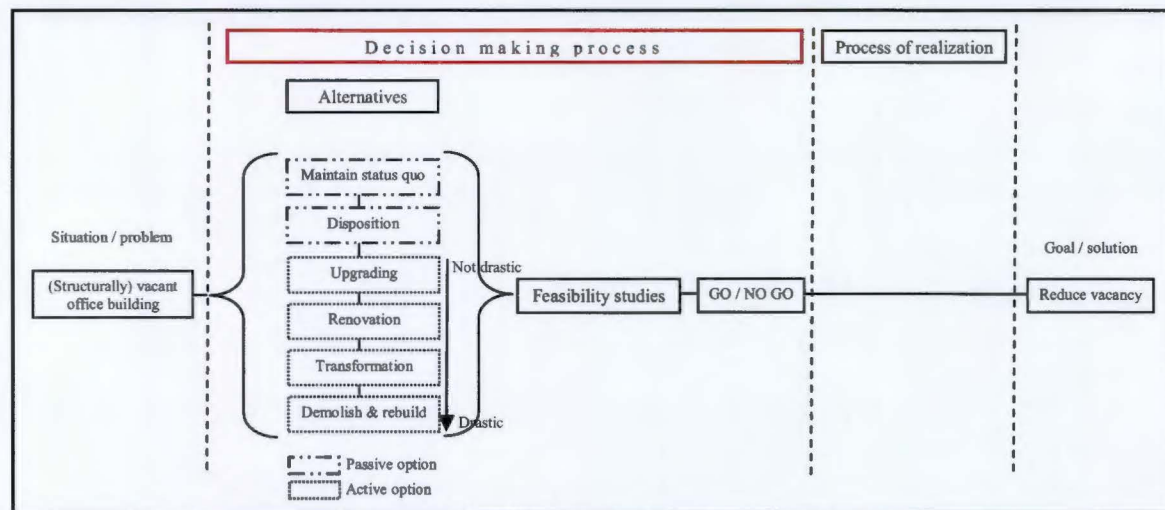 Decision making process
Process of realization
Alternatives
Maintain status quo
Disposition
Situation / problem
Goal / solution
Upgrading
Not drastic
(Structurally) vacant
office building
Feasibility studies
GO / NO GO
Reduce vacancy
Renovation
Transformation
Demolish & rebuild
Drastic
Passive option
Active option